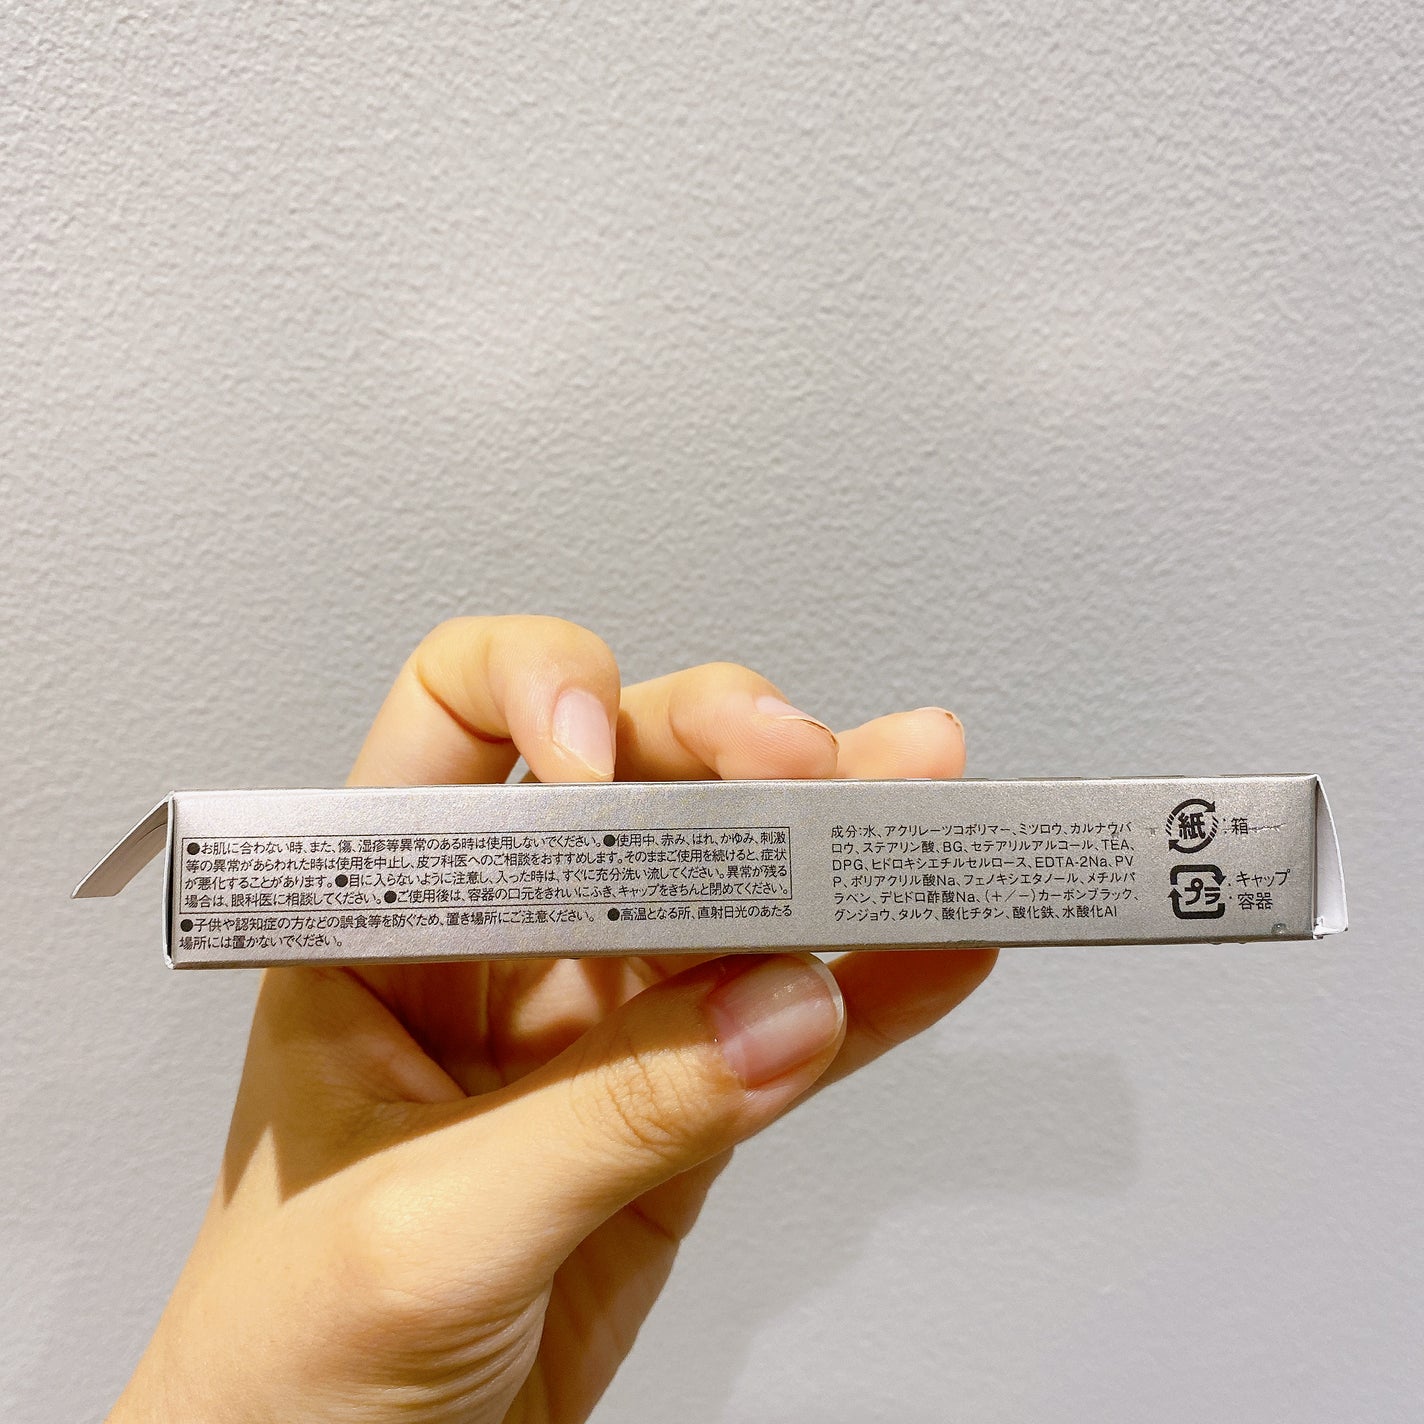 ●お肌に合わない時、また、傷、湿疹等異常のある時は使用しないでください。●使用中、赤み、はれ、かゆみ、刺激
等の異常があらわれた時は使用を中止し、皮フ科医へのご相談をおすすめします。そのままご使用を続けると、症状
が悪化することがあります。●目に入らないように注意し、入った時は、すぐに充分洗い流してください。異常が残る
場合は、眼科医に相談してください。●ご使用後は、容器の口元をきれいにふき、キャップをきちんと閉めてください。
●子供や認知症の方などの誤食等を防ぐため、置き場所にご注意ください。 ●高温となる所、直射日光のあたる
場所には置かないでください。
成分:水、アクリレーツコポリマー、ミツロウ、カルナウバ
ロウ、ステアリン酸、BG、セテアリルアルコール、TEA、
DPG、ヒドロキシエチルセルロース、EDTA-2Na、PV
P、ポリアクリル酸Na、フェノキシエタノール、メチルパ
ラベン、デヒドロ酢酸Na、(+/−)カーボンブラック、
グンジョウ、タルク、酸化チタン、酸化鉄、水酸化Al
紙:箱
プラ:キャップ
容器